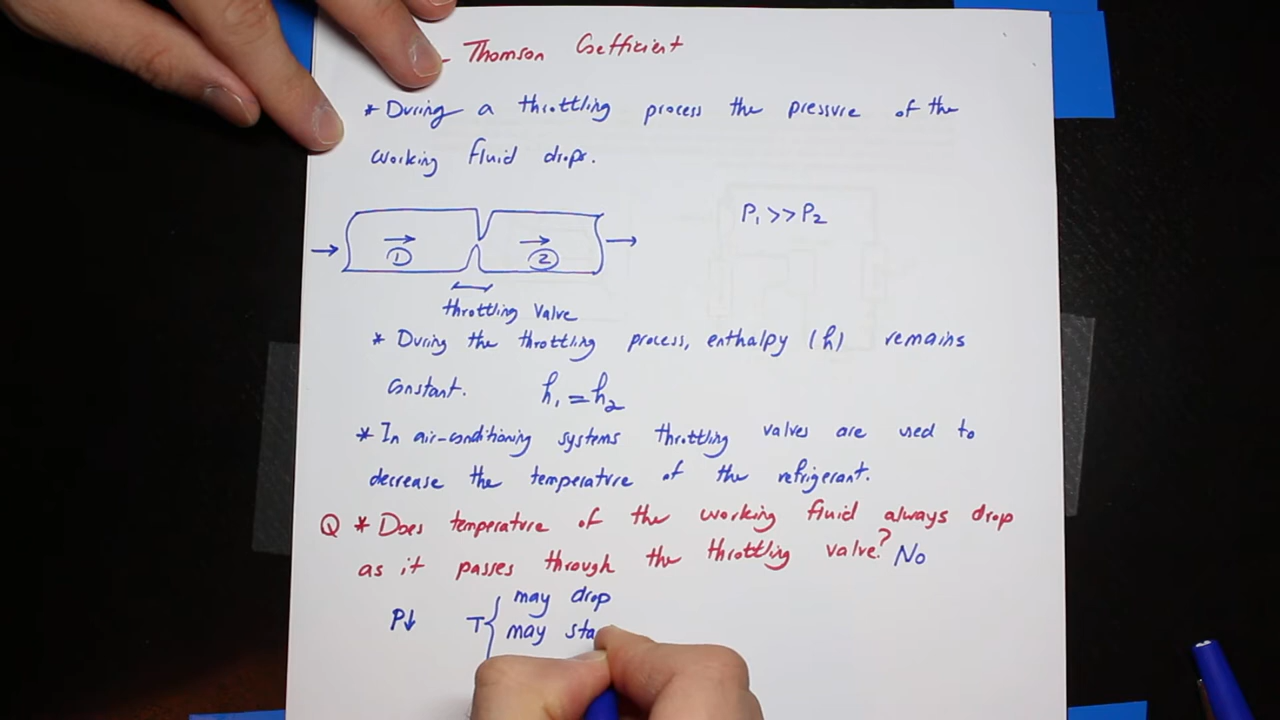 - Thomson Coefficient
* During a throttling process the pressure of the
working fluid drops.
P₁ >> P₂
→ ① → ② →
throttling valve
* During the throttling process, enthalpy (h) remains
constant. h₁ = h₂
* In air-conditioning systems throttling valves are used to
decrease the temperature of the refrigerant.
Q * Does temperature of the working fluid always drop
as it passes through the throttling valve? No
P↓ T { may drop
may sta